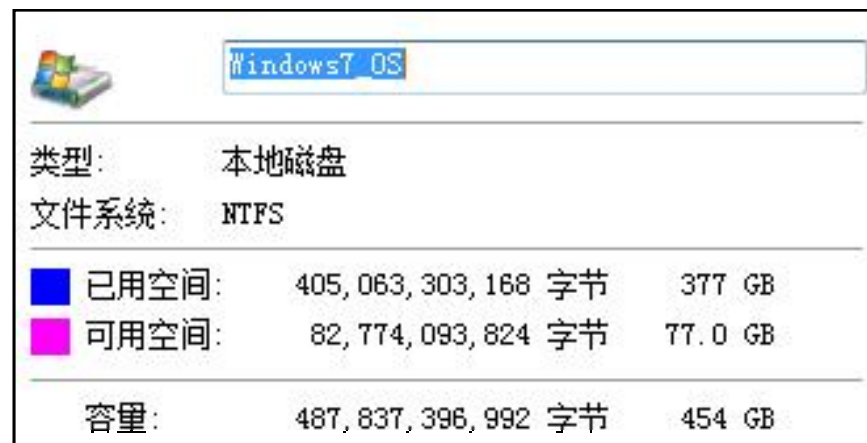 Windows7_OS
类型: 本地磁盘
文件系统: NTFS
已用空间: 405,063,303,168 字节 377 GB
可用空间: 82,774,093,824 字节 77.0 GB
容量: 487,837,396,992 字节 454 GB